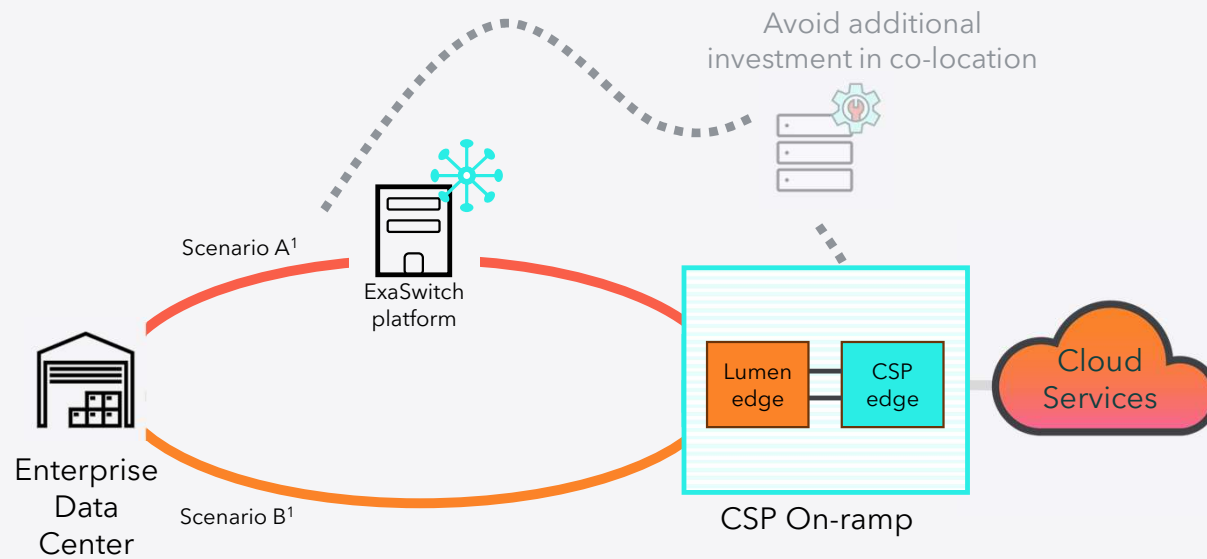 Avoid additional
investment in co-location
Scenario A¹
ExaSwitch
platform
Lumen
edge
CSP
edge
Cloud
Services
Enterprise
Data
Center
Scenario B¹
CSP On-ramp